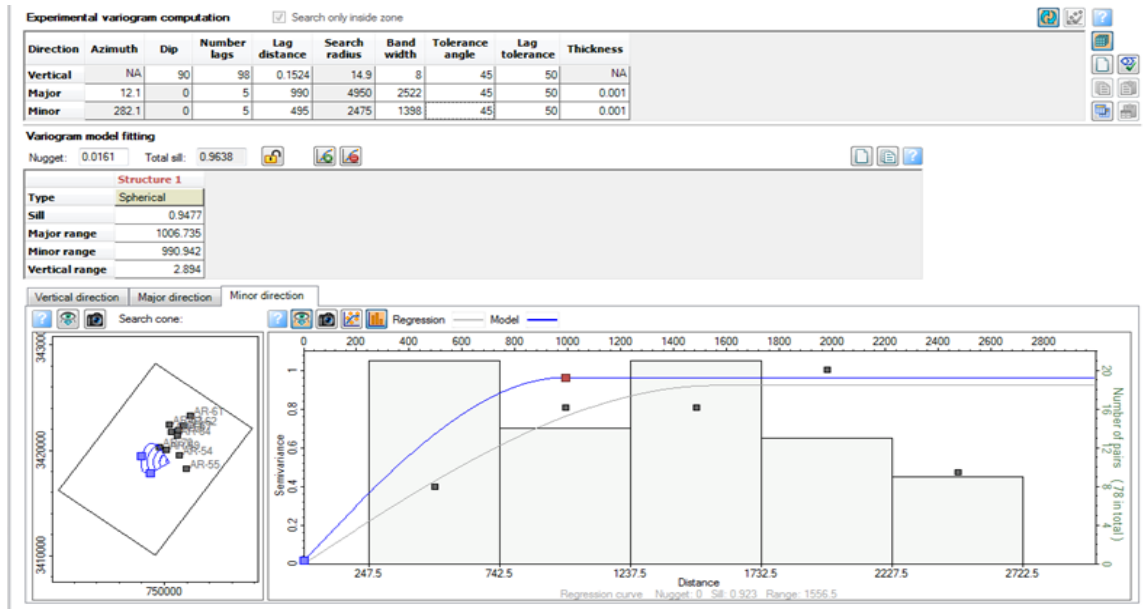 Experimental variogram computation Search only inside zone
Direction Azimuth Dip Number lags Lag distance Search radius Band width Tolerance angle Lag tolerance Thickness
Vertical NA 90 98 0.1524 14.9 8 45 50 NA
Major 12.1 0 5 990 4950 2522 45 50 0.001
Minor 282.1 0 5 495 2475 1398 45 50 0.001
Variogram model fitting
Nugget: 0.0161 Total sill: 0.9638
Structure 1
Type Spherical
Sill 0.9477
Major range 1006.735
Minor range 990.942
Vertical range 2.894
Vertical direction Major direction Minor direction
Search cone: Regression Model
0 200 400 600 800 1000 1200 1400 1600 1800 2000 2200 2400 2600 2800
3420000
3410000
750000
AR-61
AR-54
AR-55
Semivariance
0 0.2 0.4 0.6 0.8 1
0 4 8 12 16 20
Number of pairs (78 in total)
247.5 742.5 1237.5 1732.5 2227.5 2722.5
Distance
Regression curve Nugget: 0 Sill: 0.923 Range: 1556.5